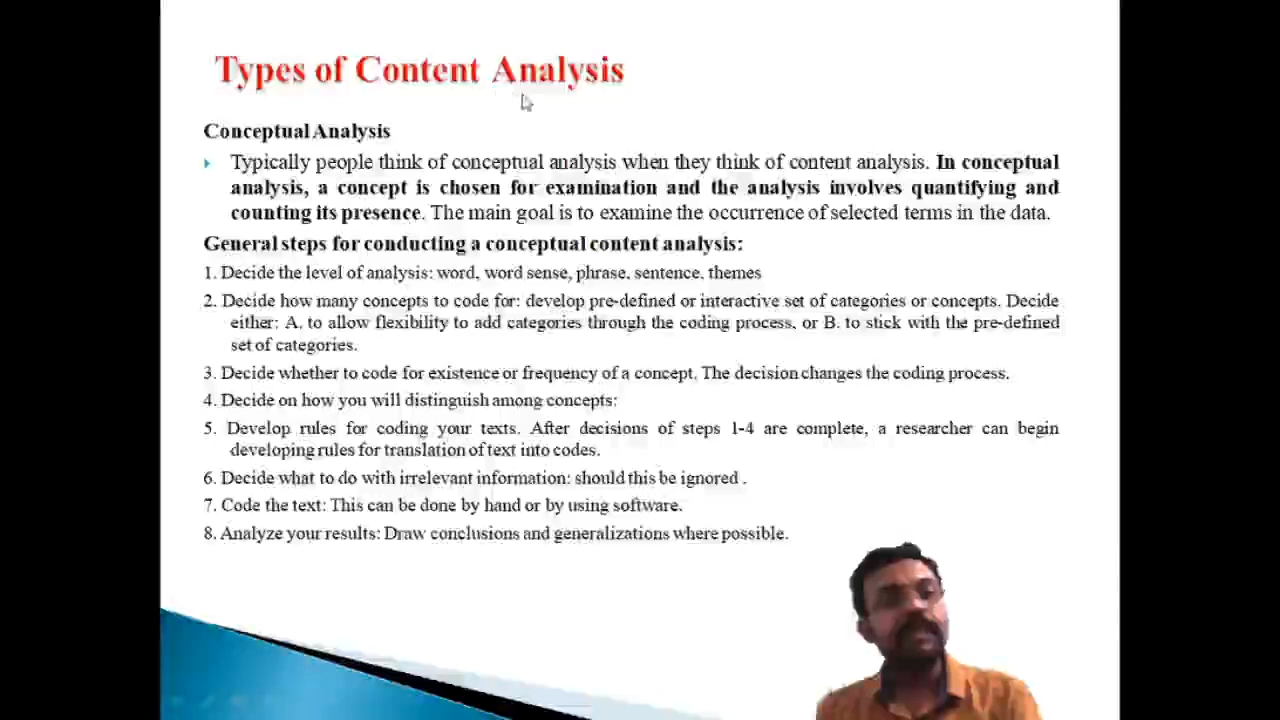 Types of Content Analysis
Conceptual Analysis
Typically people think of conceptual analysis when they think of content analysis. In conceptual
analysis, a concept is chosen for examination and the analysis involves quantifying and
counting its presence. The main goal is to examine the occurrence of selected terms in the data.
General steps for conducting a conceptual content analysis:
1. Decide the level of analysis: word, word sense, phrase, sentence, themes
2. Decide how many concepts to code for: develop pre-defined or interactive set of categories or concepts. Decide
either: A. to allow flexibility to add categories through the coding process, or B. to stick with the pre-defined
set of categories.
3. Decide whether to code for existence or frequency of a concept. The decision changes the coding process.
4. Decide on how you will distinguish among concepts:
5. Develop rules for coding your texts. After decisions of steps 1-4 are complete, a researcher can begin
developing rules for translation of text into codes.
6. Decide what to do with irrelevant information: should this be ignored .
7. Code the text: This can be done by hand or by using software.
8. Analyze your results: Draw conclusions and generalizations where possible.